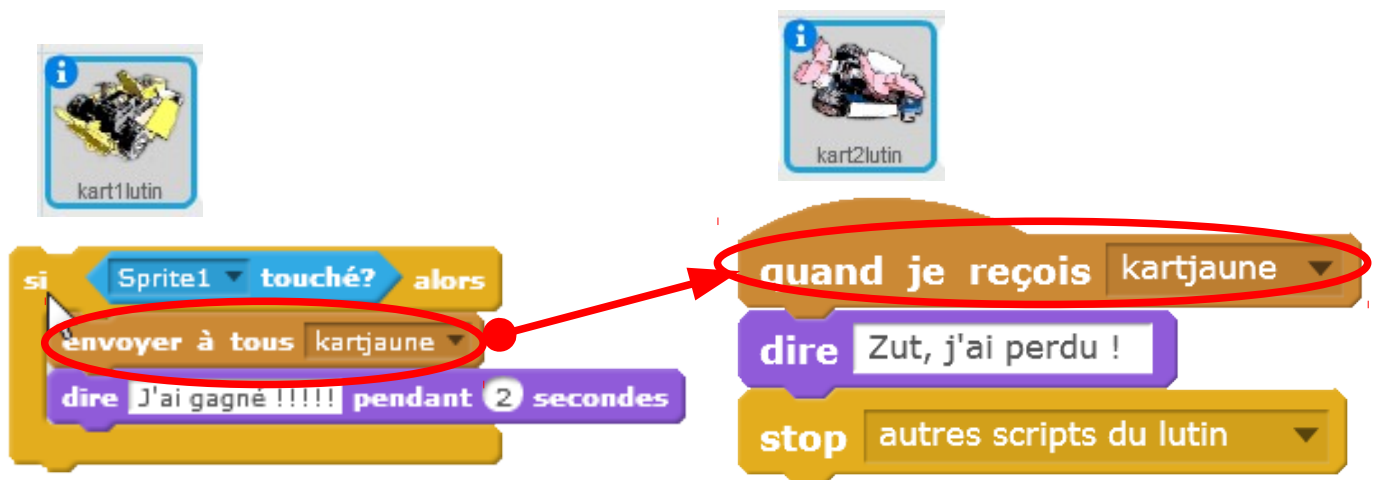 kart1lutin
si Sprite1 touché? alors
envoyer à tous kartjaune
dire J'ai gagné !!!!! pendant 2 secondes
kart2lutin
quand je reçois kartjaune
dire Zut, j'ai perdu !
stop autres scripts du lutin